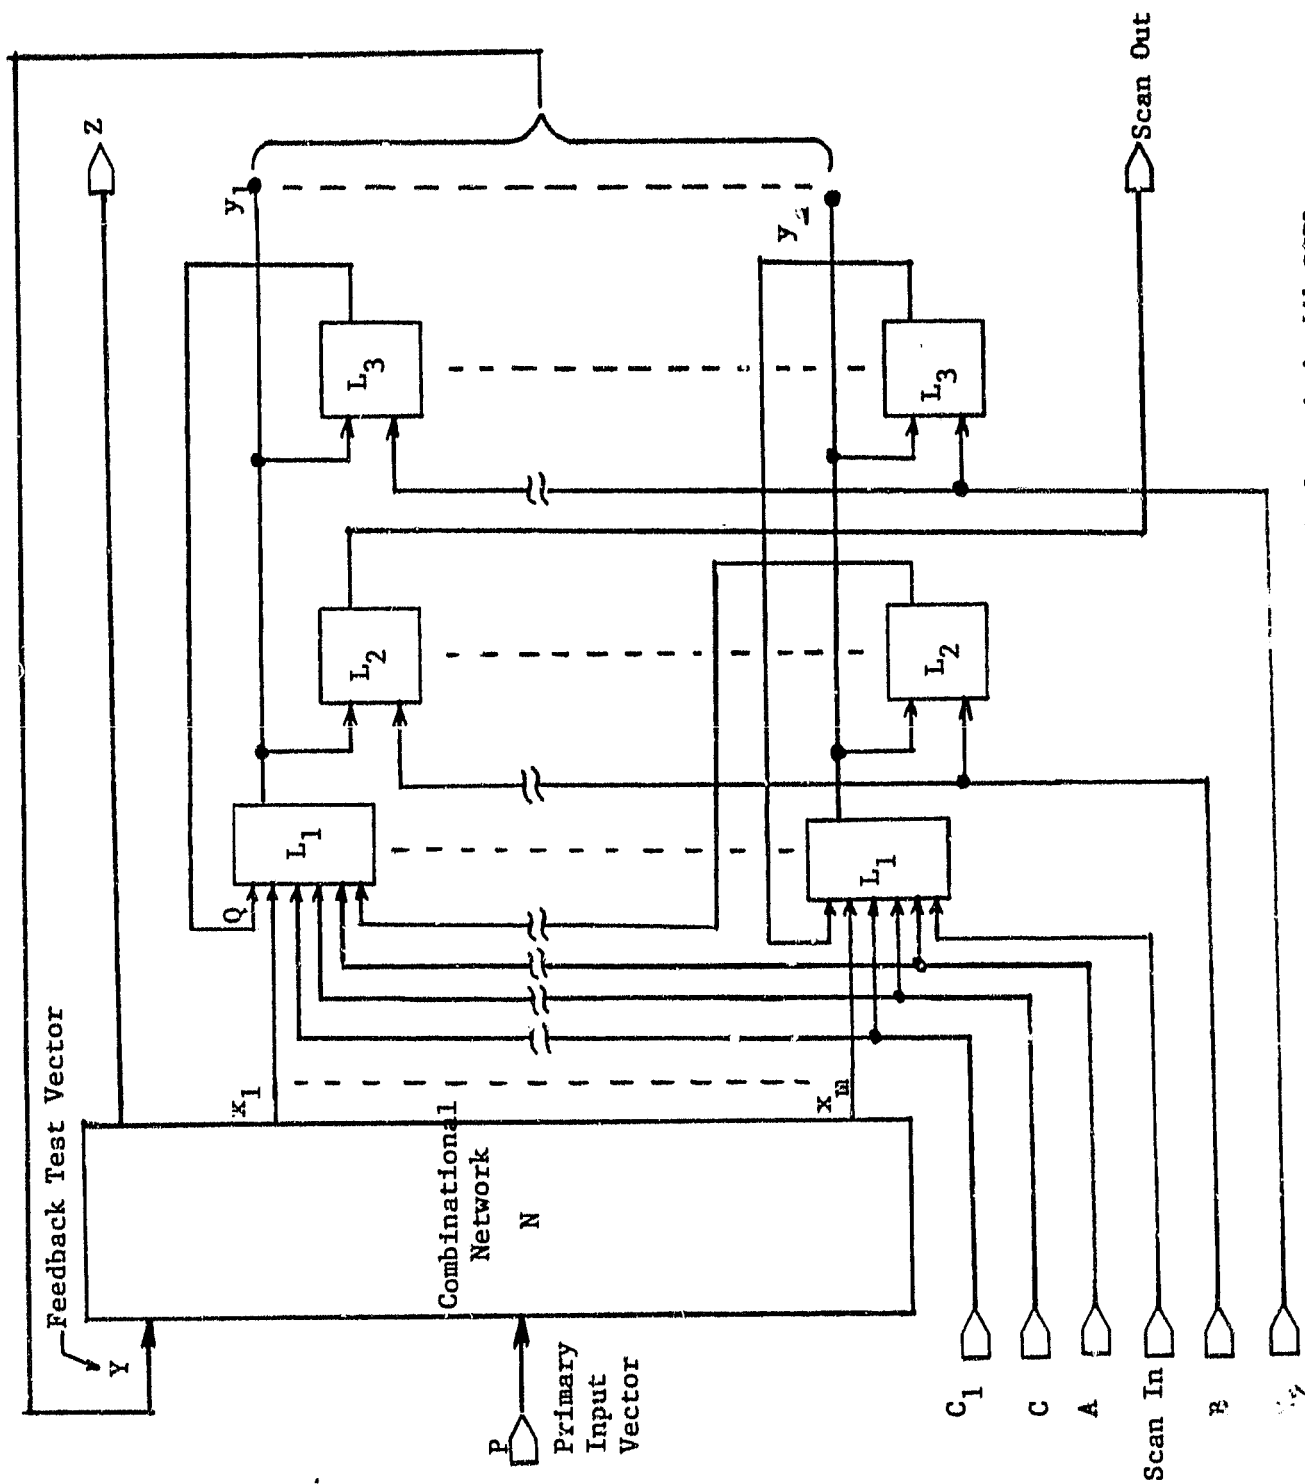 Feedback Test Vector
Y
Z
Combinational
Network
N
P
Primary
Input
Vector
x1
xm
Q
L1
L1
L2
L2
L3
L3
y1
y
C1
C
A
Scan In
B
Scan Out